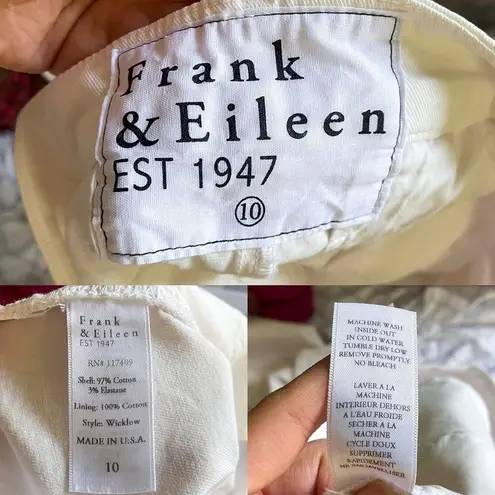 Frank
& Eileen
EST 1947
10
Frank
& Eileen
EST 1947
RN# 117409
Shell: 97% Cotton
3% Elastane
Lining: 100% Cotton
Style: Wicklow
MADE IN U.S.A.
10
MACHINE WASH
INSIDE OUT
IN COLD WATER
TUMBLE DRY LOW
REMOVE PROMPTLY
NO BLEACH
LAVER A LA
MACHINE
INTERIEUR DEHORS
A L'EAU FROIDE
SECHER A LA
MACHINE
CYCLE DOUX
SUPPRIMER
RAPIDEMENT